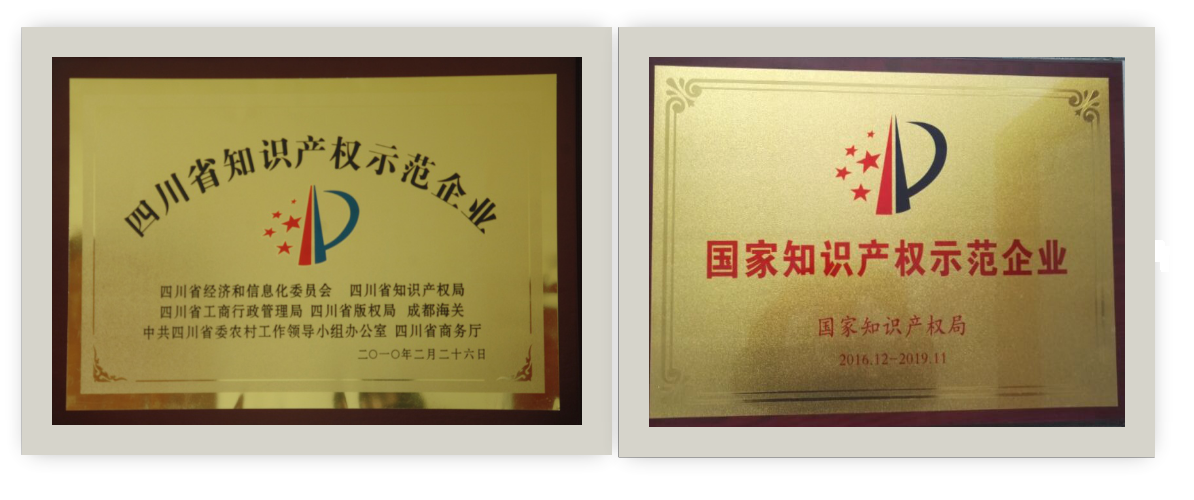 四川省知识产权示范企业
四川省经济和信息化委员会 四川省知识产权局
四川省工商行政管理局 四川省版权局 成都海关
中共四川省委农村工作领导小组办公室 四川省商务厅
二〇一〇年二月二十六日
国家知识产权示范企业
国家知识产权局
2016.12-2019.11